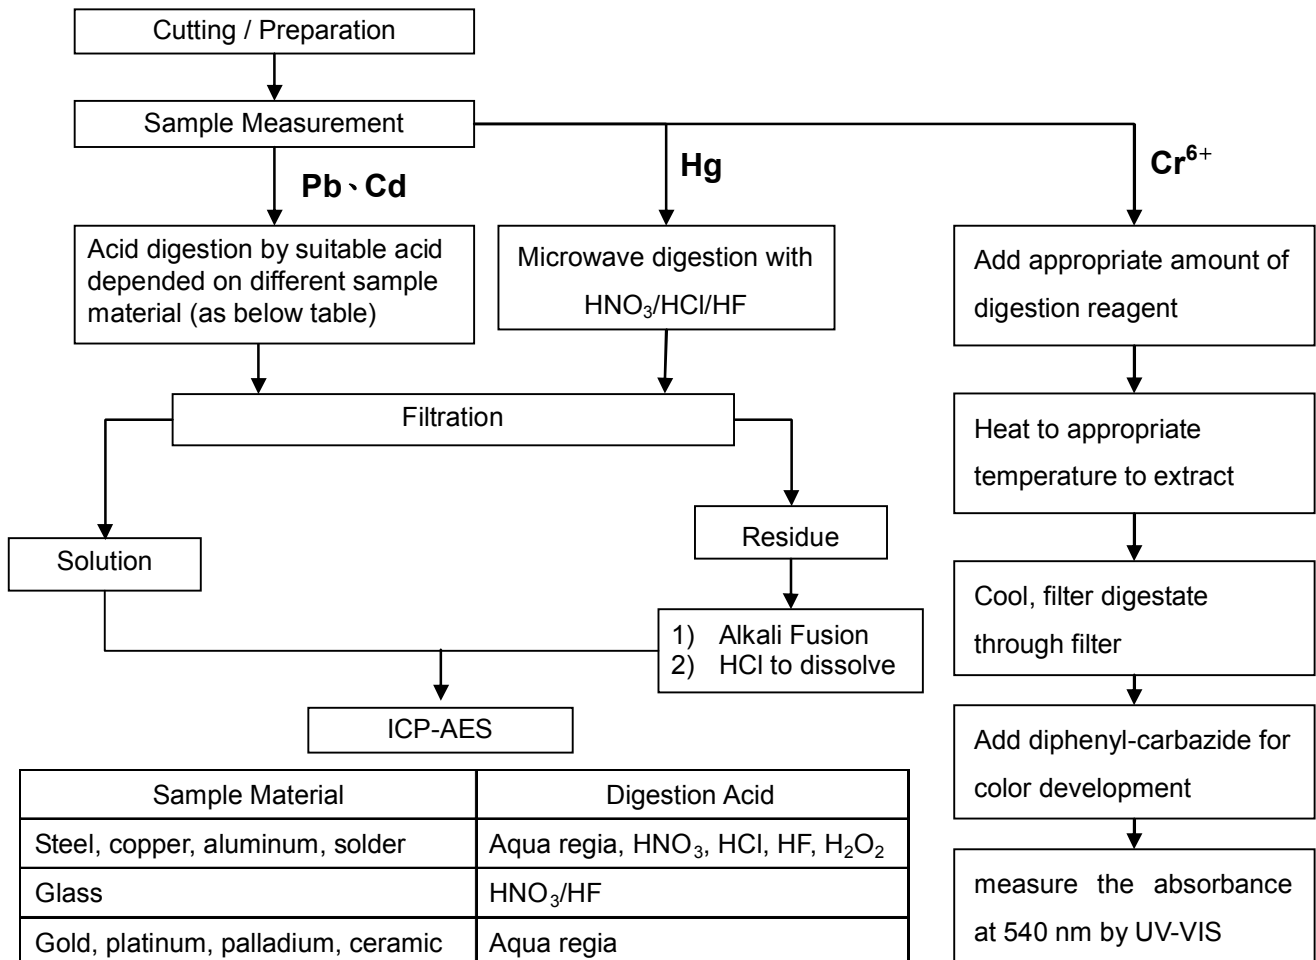 Cutting / Preparation
Sample Measurement
Pb、Cd
Hg
Cr⁶⁺
Acid digestion by suitable acid
depended on different sample
material (as below table)
Microwave digestion with
HNO₃/HCl/HF
Add appropriate amount of
digestion reagent
Filtration
Heat to appropriate
temperature to extract
Solution
Residue
1) Alkali Fusion
2) HCl to dissolve
Cool, filter digestate
through filter
ICP-AES
Add diphenyl-carbazide for
color development
measure the absorbance
at 540 nm by UV-VIS
Sample Material Digestion Acid
Steel, copper, aluminum, solder Aqua regia, HNO₃, HCl, HF, H₂O₂
Glass HNO₃/HF
Gold, platinum, palladium, ceramic Aqua regia